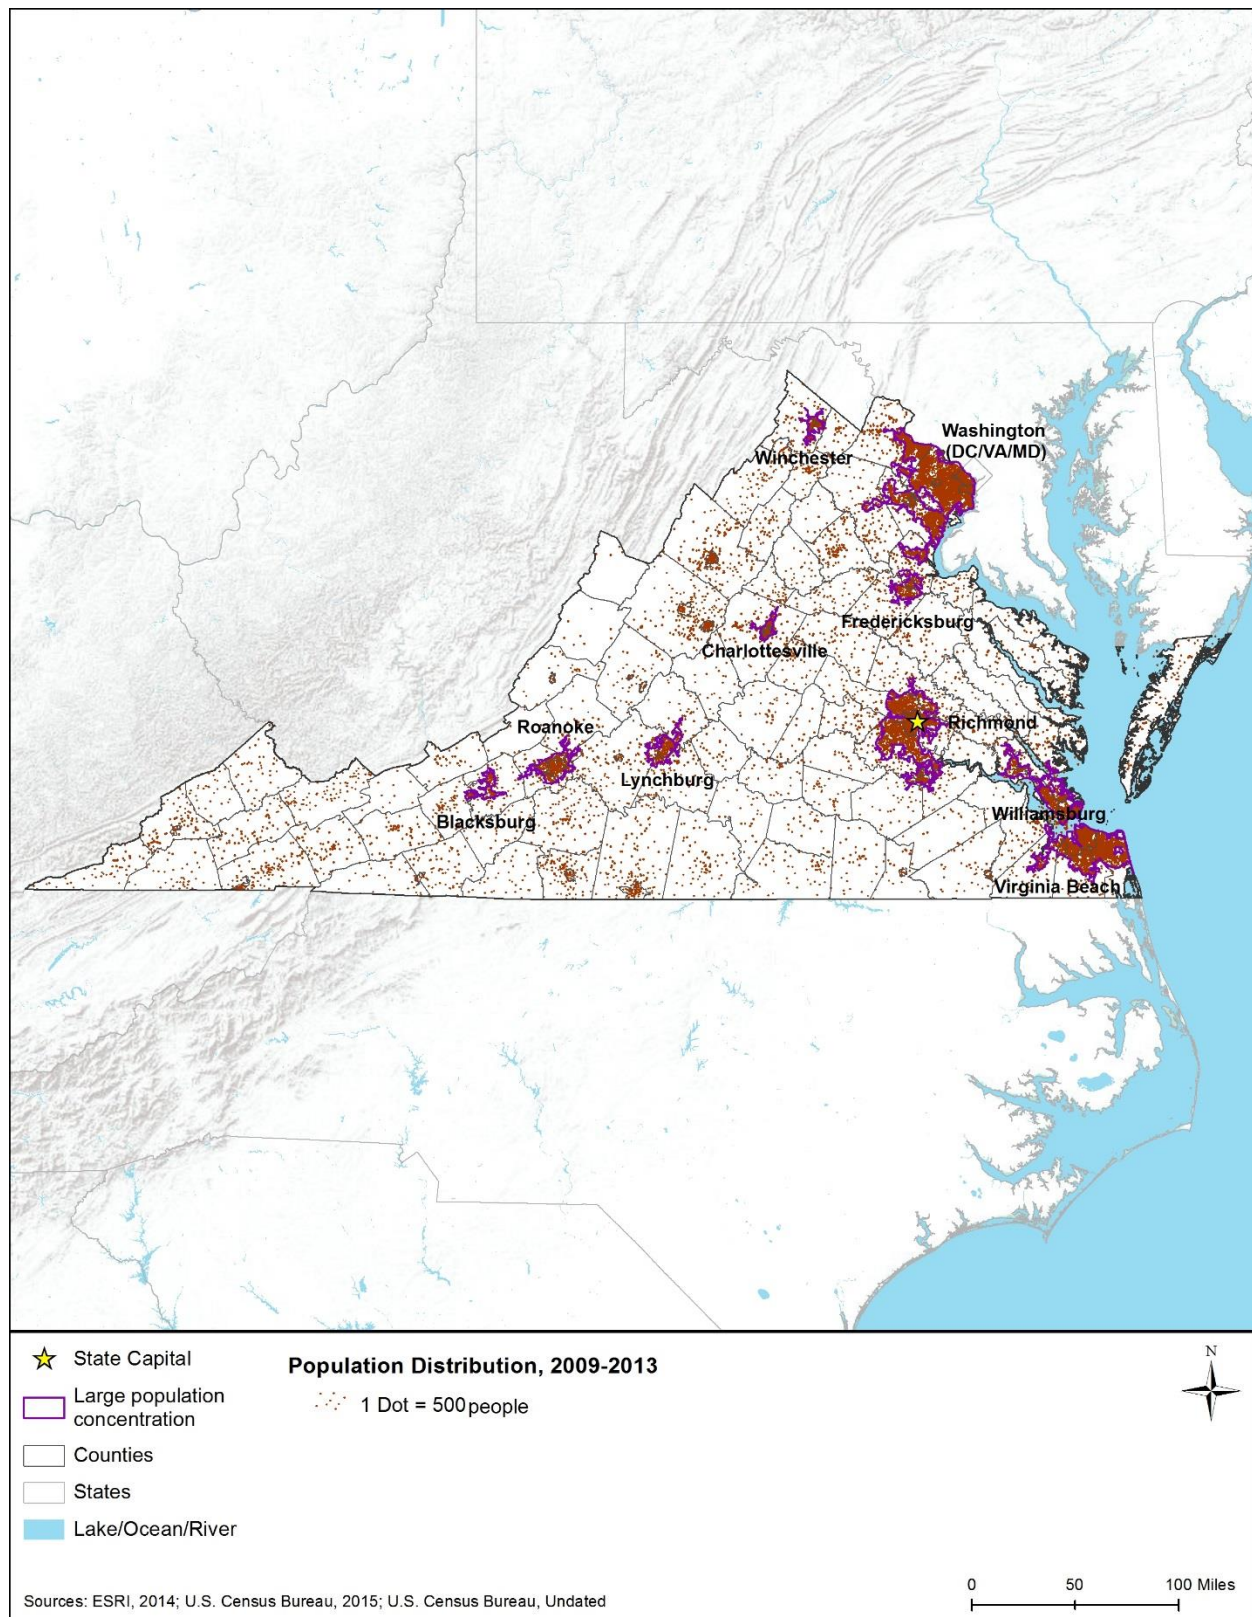 Washington
(DC/VA/MD)
Winchester
Fredericksburg
Charlottesville
Richmond
Roanoke
Lynchburg
Blacksburg
Williamsburg
Virginia Beach
State Capital
Large population
concentration
Counties
States
Lake/Ocean/River
Population Distribution, 2009-2013
1 Dot = 500 people
N
0 50 100 Miles
Sources: ESRI, 2014; U.S. Census Bureau, 2015; U.S. Census Bureau, Undated